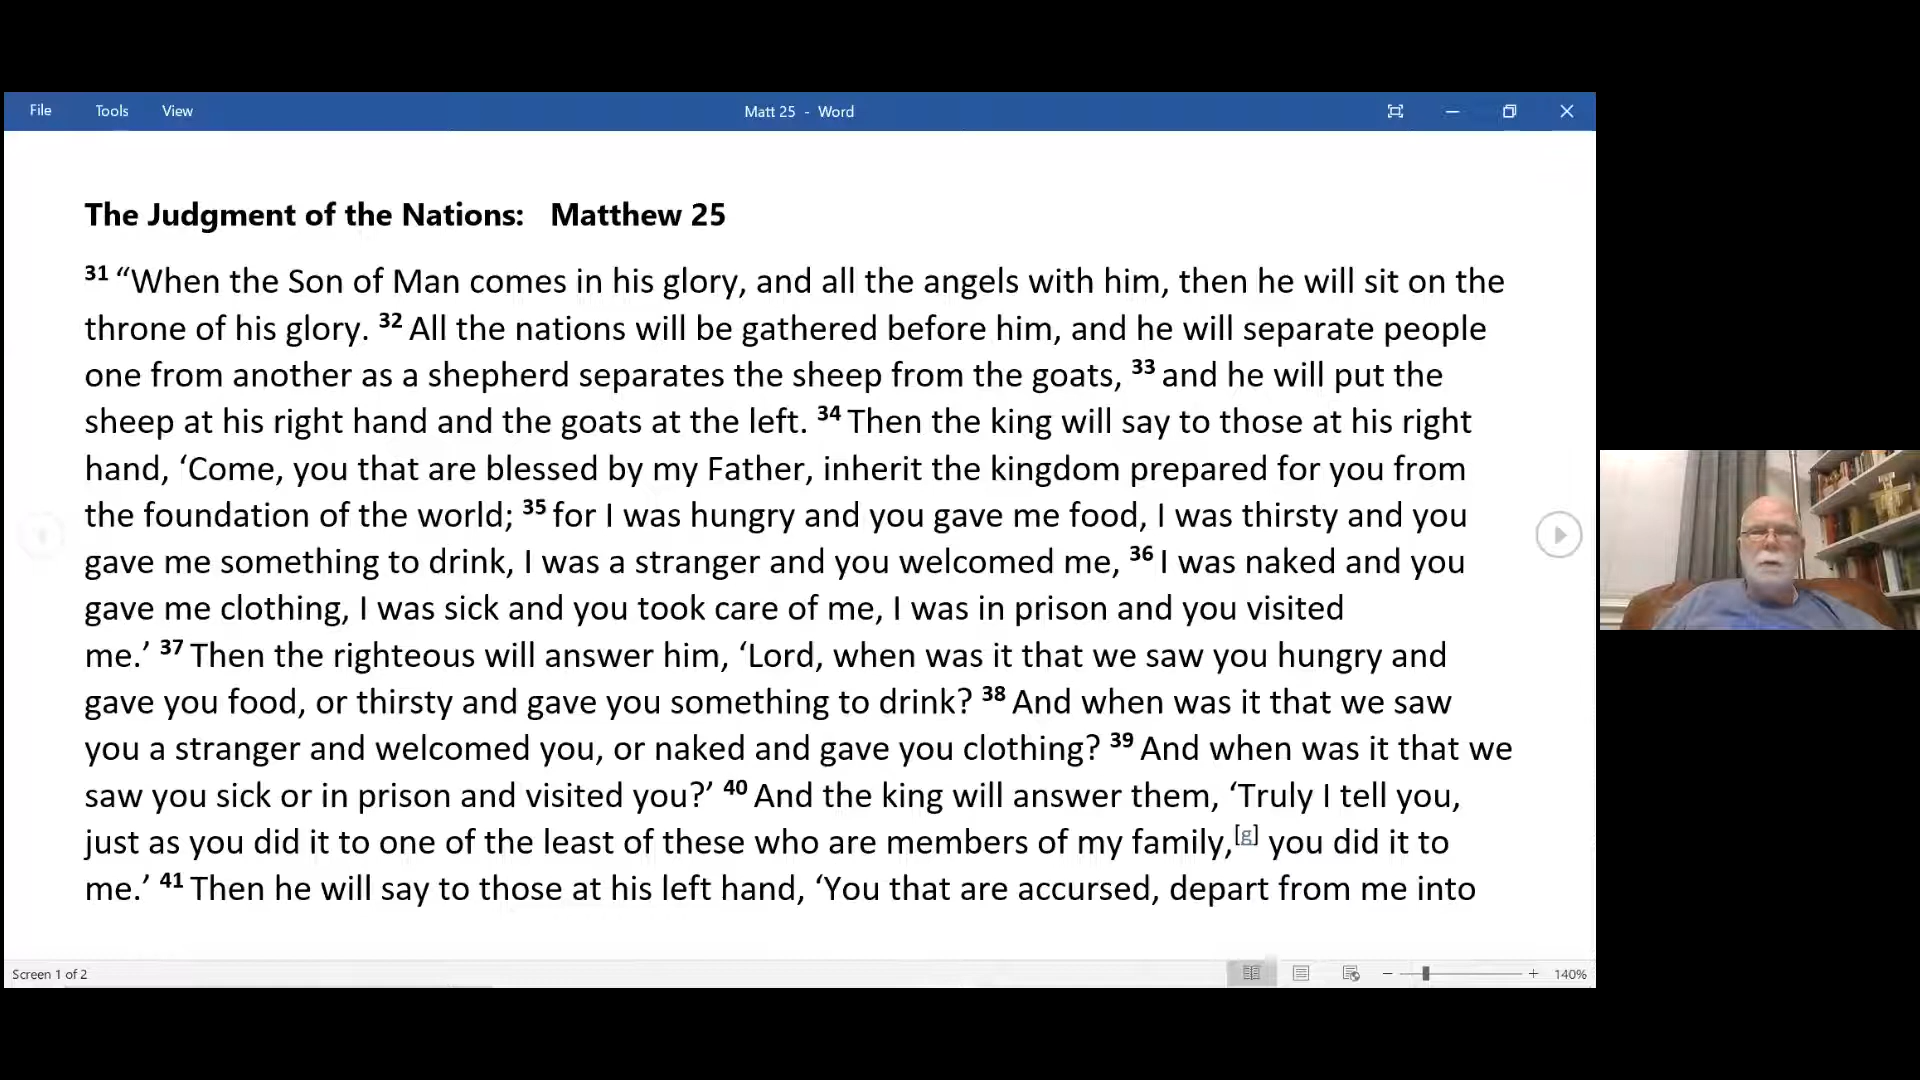 File Tools View Matt 25 - Word
The Judgment of the Nations: Matthew 25
31 “When the Son of Man comes in his glory, and all the angels with him, then he will sit on the
throne of his glory. 32 All the nations will be gathered before him, and he will separate people
one from another as a shepherd separates the sheep from the goats, 33 and he will put the
sheep at his right hand and the goats at the left. 34 Then the king will say to those at his right
hand, ‘Come, you that are blessed by my Father, inherit the kingdom prepared for you from
the foundation of the world; 35 for I was hungry and you gave me food, I was thirsty and you
gave me something to drink, I was a stranger and you welcomed me, 36 I was naked and you
gave me clothing, I was sick and you took care of me, I was in prison and you visited
me.’ 37 Then the righteous will answer him, ‘Lord, when was it that we saw you hungry and
gave you food, or thirsty and gave you something to drink? 38 And when was it that we saw
you a stranger and welcomed you, or naked and gave you clothing? 39 And when was it that we
saw you sick or in prison and visited you?’ 40 And the king will answer them, ‘Truly I tell you,
just as you did it to one of the least of these who are members of my family,[g] you did it to
me.’ 41 Then he will say to those at his left hand, ‘You that are accursed, depart from me into
Screen 1 of 2 140%